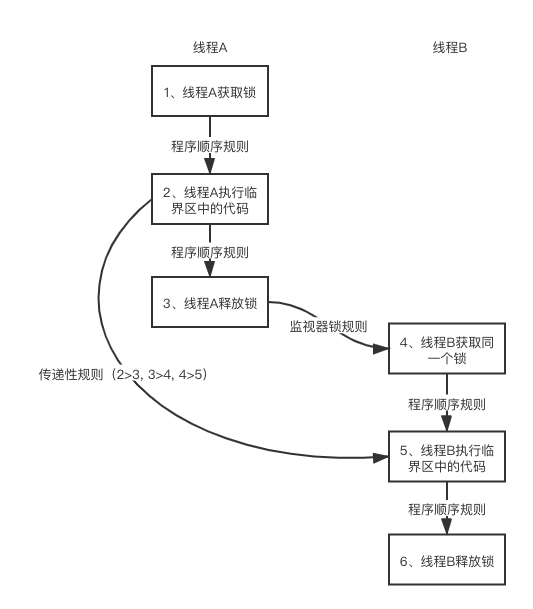 线程A
线程B
1、线程A获取锁
程序顺序规则
2、线程A执行临
界区中的代码
程序顺序规则
3、线程A释放锁
监视器锁规则
4、线程B获取同
一个锁
传递性规则（2>3, 3>4, 4>5）
程序顺序规则
5、线程B执行临
界区中的代码
程序顺序规则
6、线程B释放锁